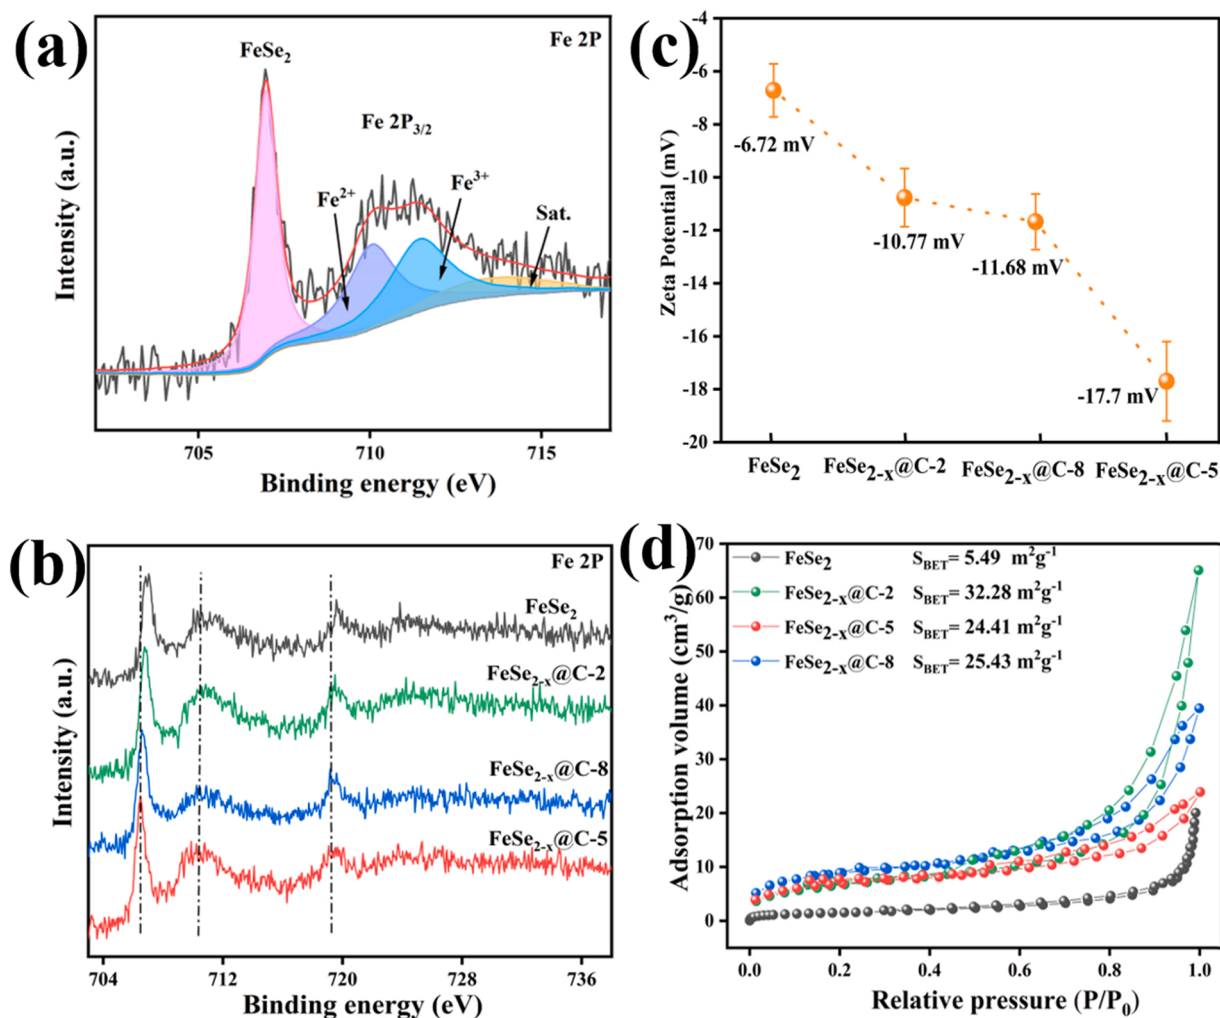 (a)
Fe 2P
FeSe2
Fe 2P3/2
Fe2+
Fe3+
Sat.
Intensity (a.u.)
705 710 715
Binding energy (eV)
(c)
-4
-6
-8
-10
-12
-14
-16
-18
-20
Zeta Potential (mV)
-6.72 mV
-10.77 mV
-11.68 mV
-17.7 mV
FeSe2 FeSe2-x@C-2 FeSe2-x@C-8 FeSe2-x@C-5
(b)
Fe 2P
FeSe2
FeSe2-x@C-2
FeSe2-x@C-8
FeSe2-x@C-5
Intensity (a.u.)
704 712 720 728 736
Binding energy (eV)
(d)
70
60
50
40
30
20
10
0
Adsorption volume (cm3/g)
FeSe2 SBET= 5.49 m2g-1
FeSe2-x@C-2 SBET= 32.28 m2g-1
FeSe2-x@C-5 SBET= 24.41 m2g-1
FeSe2-x@C-8 SBET= 25.43 m2g-1
0.0 0.2 0.4 0.6 0.8 1.0
Relative pressure (P/P0)